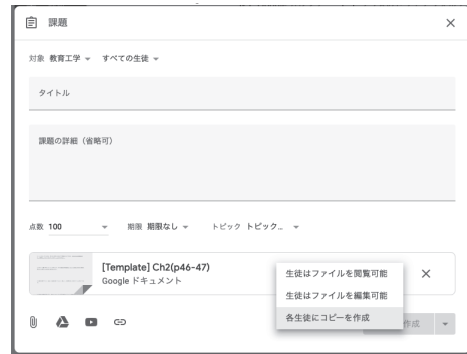 課題
対象 教育工学 すべての生徒
タイトル
課題の詳細（省略可）
点数 100 期限 期限なし トピック トピック...
[Template] Ch2(p46-47)
Google ドキュメント
生徒はファイルを閲覧可能
生徒はファイルを編集可能
各生徒にコピーを作成
作成